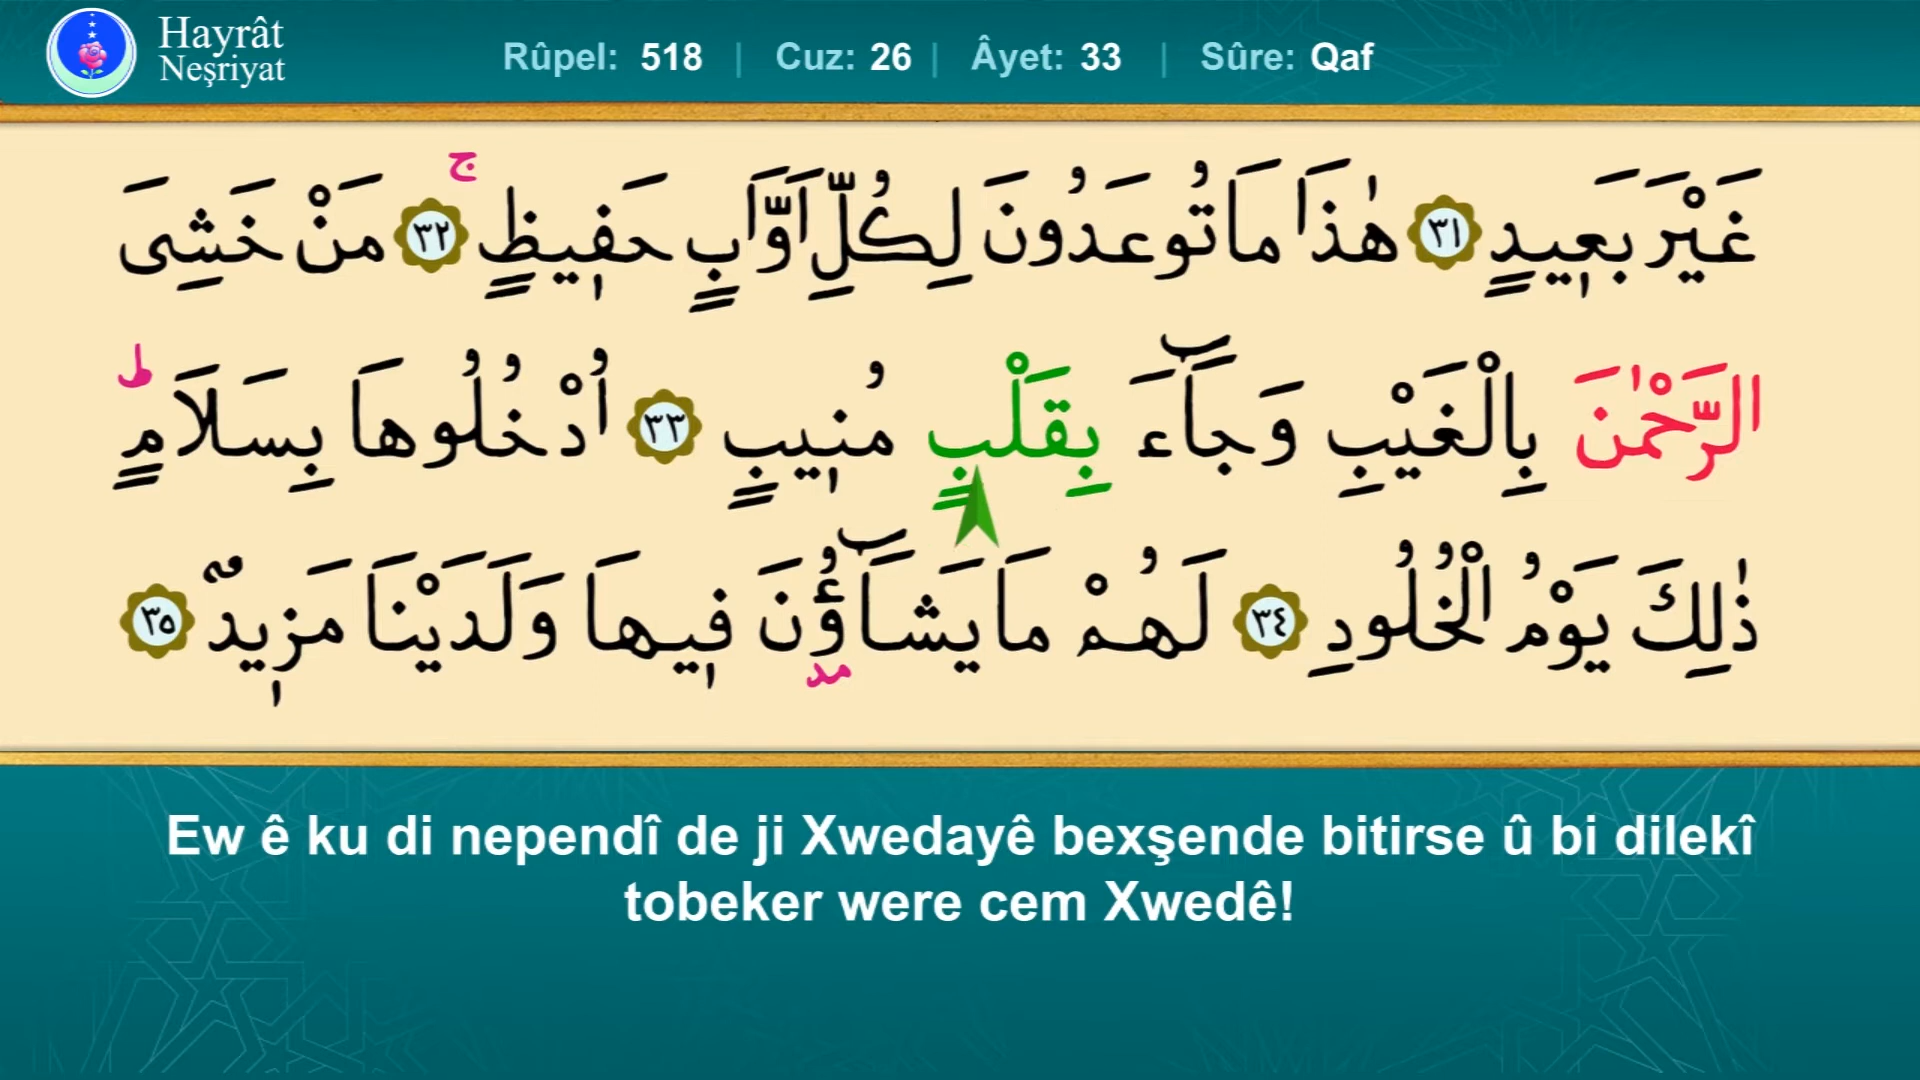 Hayrât
Neşriyat
Rûpel: 518 | Cuz: 26 | Âyet: 33 | Sûre: Qaf
ج
غَيْرَ بَعٖيدٍ ٣١ هٰذَا مَا تُوعَدُونَ لِكُلِّ اَوَّابٍ حَفٖيظٍ ٣٢ مَنْ خَشِىَ
ط
الرَّحْمٰنَ بِالْغَيْبِ وَجَٓاءَ بِقَلْبٍ مُنٖيبٍ ٣٣ اُدْخُلُوهَا بِسَلَامٍ
ذٰلِكَ يَوْمُ الْخُلُودِ ٣٤ لَهُمْ مَا يَشَٓاؤُنَ فٖيهَا وَلَدَيْنَا مَزٖيدٌ ٣٥
مد
Ew ê ku di nependî de ji Xwedayê bexşende bitirse û bi dilekî
tobeker were cem Xwedê!